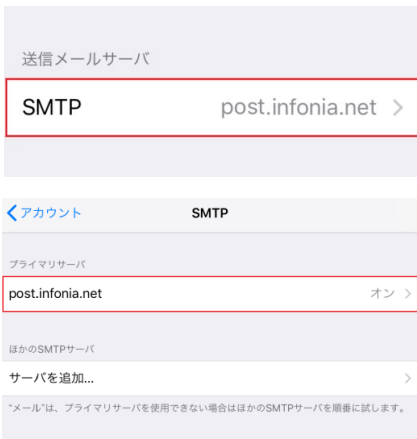 送信メールサーバ
SMTP post.infonia.net
アカウント SMTP
プライマリサーバ
post.infonia.net オン
ほかのSMTPサーバ
サーバを追加...
"メール"は、プライマリサーバを使用できない場合はほかのSMTPサーバを順番に試します。